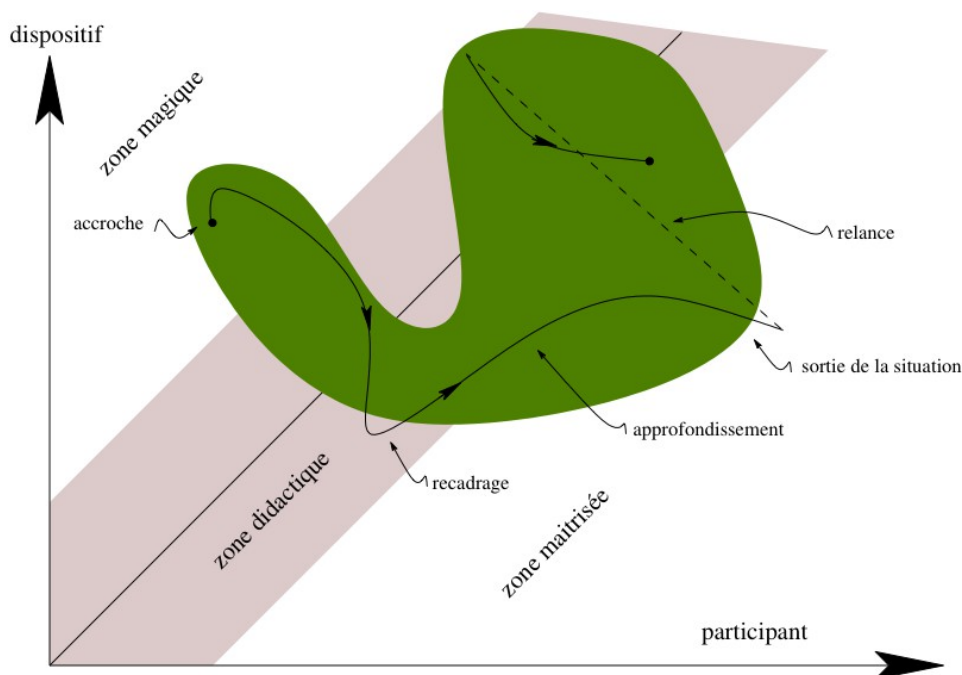 dispositif
zone magique
accroche
relance
sortie de la situation
approfondissement
recadrage
zone didactique
zone maitrisée
participant